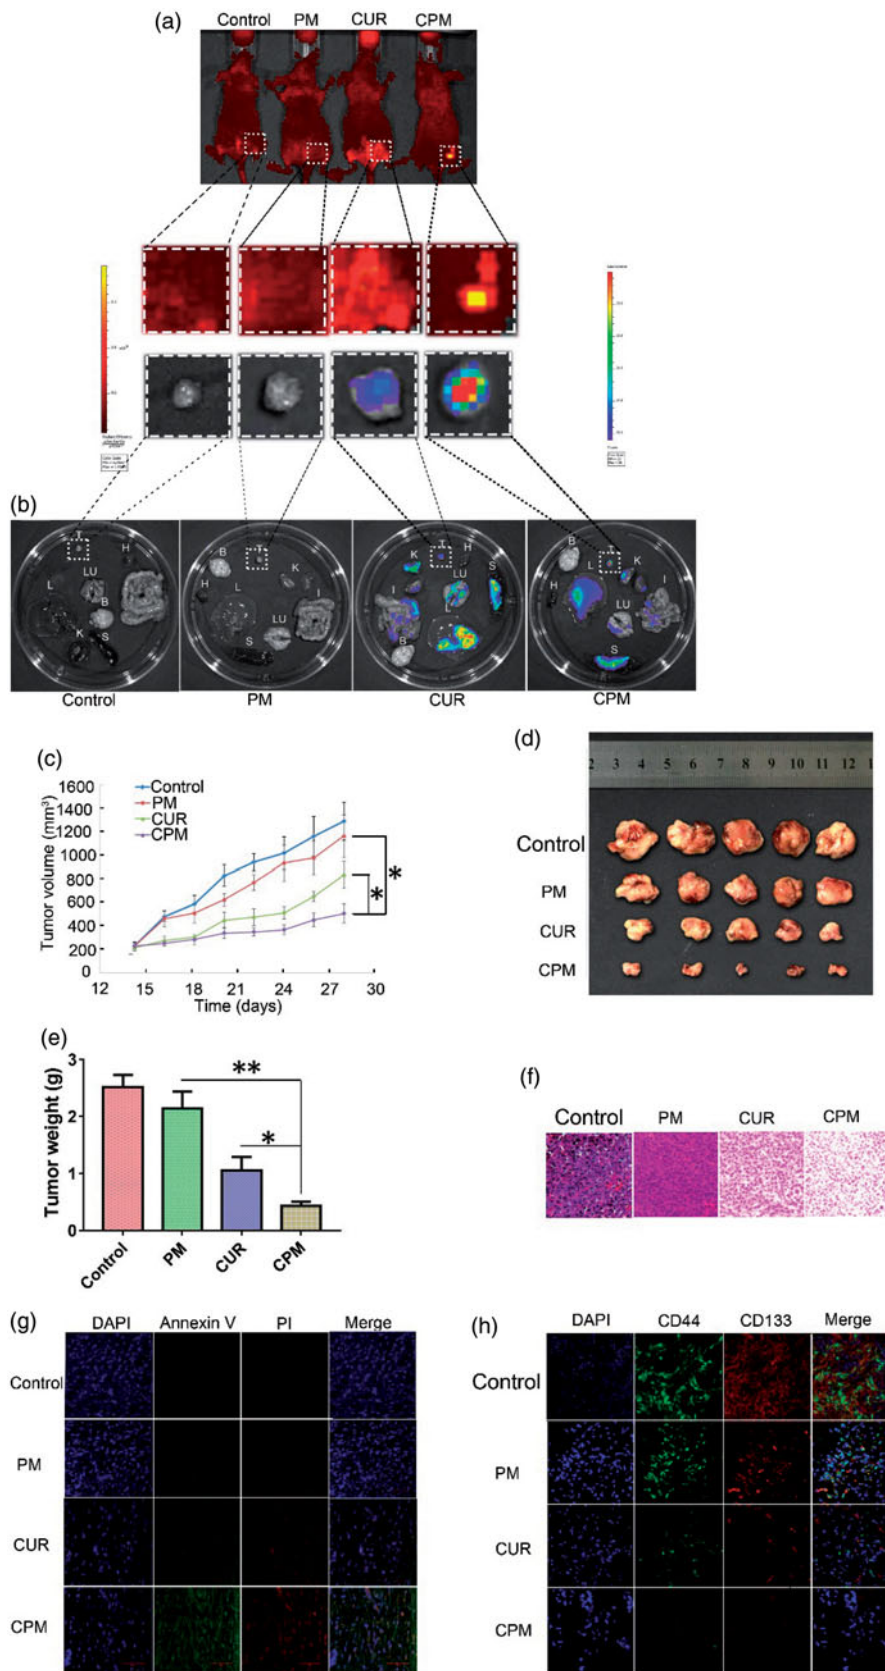 (a)
Control PM CUR CPM
(b)
T H LU L B I K S
B T K H L I LU S
T H K LU S I L B
B T K L H LU I S
Control PM CUR CPM
(c)
Tumor volume (mm³)
1600
1400
1200
1000
800
600
400
200
0
Control
PM
CUR
CPM
*
*
12 15 18 21 24 27 30
Time (days)
(d)
2 3 4 5 6 7 8 9 10 11 12 1
Control
PM
CUR
CPM
(e)
Tumor weight (g)
3
2
1
0
**
*
Control PM CUR CPM
(f)
Control PM CUR CPM
(g)
DAPI Annexin V PI Merge
Control
PM
CUR
CPM
(h)
DAPI CD44 CD133 Merge
Control
PM
CUR
CPM